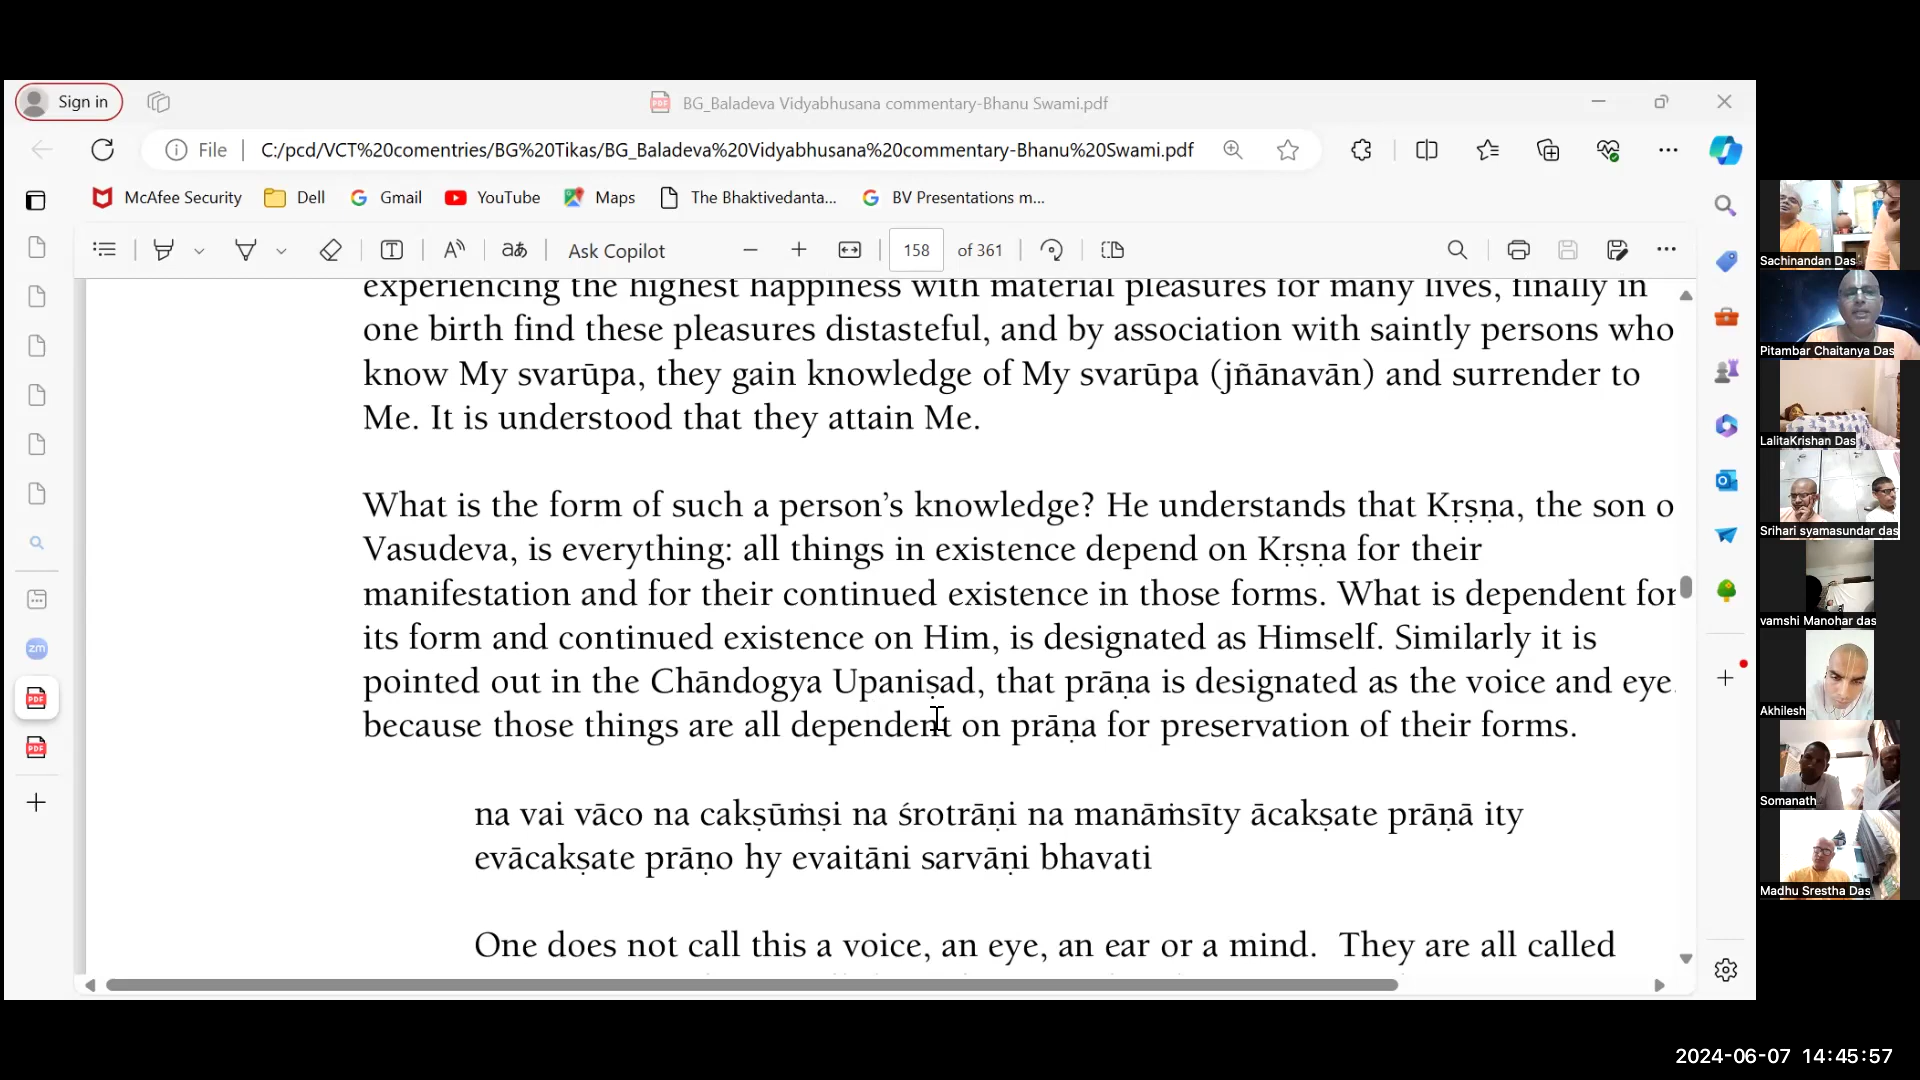 Sign in
BG_Baladeva Vidyabhusana commentary-Bhanu Swami.pdf
File
C:/pcd/VCT%20comentries/BG%20Tikas/BG_Baladeva%20Vidyabhusana%20commentary-Bhanu%20Swami.pdf
McAfee Security Dell Gmail YouTube Maps The Bhaktivedanta... BV Presentations m...
Ask Copilot 158 of 361
experiencing the highest happiness with material pleasures for many lives, finally in
one birth find these pleasures distasteful, and by association with saintly persons who
know My svarūpa, they gain knowledge of My svarūpa (jñānavān) and surrender to
Me. It is understood that they attain Me.
What is the form of such a person's knowledge? He understands that Kṛṣṇa, the son o
Vasudeva, is everything: all things in existence depend on Kṛṣṇa for their
manifestation and for their continued existence in those forms. What is dependent for
its form and continued existence on Him, is designated as Himself. Similarly it is
pointed out in the Chāndogya Upaniṣad, that prāṇa is designated as the voice and eye
because those things are all dependent on prāṇa for preservation of their forms.
na vai vāco na cakṣūṁṣi na śrotrāṇi na manāṁsīty ācakṣate prāṇā ity
evācakṣate prāṇo hy evaitāni sarvāṇi bhavati
One does not call this a voice, an eye, an ear or a mind. They are all called
zm
Sachinandan Das
Pitambar Chaitanya Das
LalitaKrishan Das
Srihari syamasundar das
vamshi Manohar das
Akhilesh
Somanath
Madhu Srestha Das
2024-06-07 14:45:57